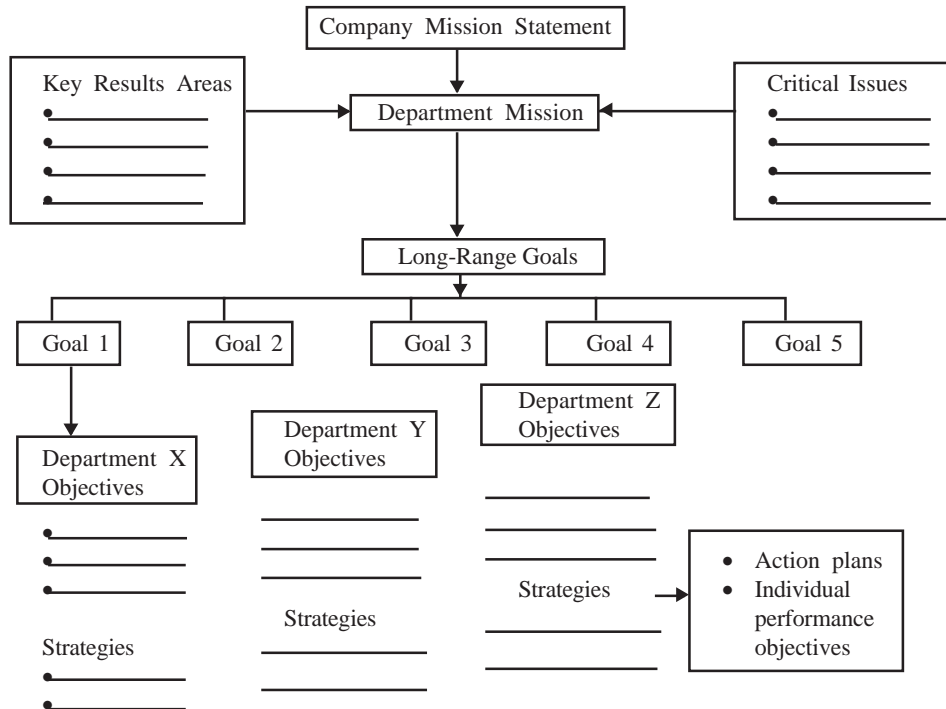 Company Mission Statement
Key Results Areas
Critical Issues
Department Mission
Long-Range Goals
Goal 1
Goal 2
Goal 3
Goal 4
Goal 5
Department X
Objectives
Department Y
Objectives
Department Z
Objectives
Strategies
Strategies
Strategies
• Action plans
• Individual
performance
objectives